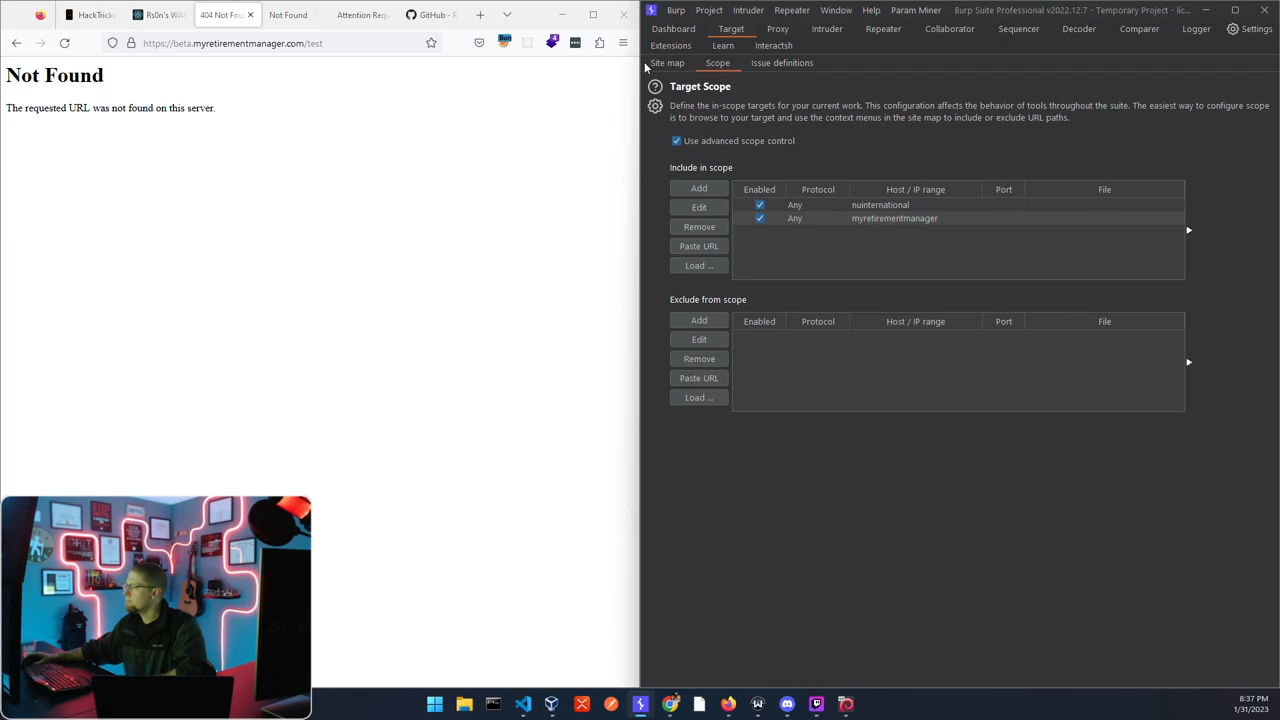 HackTricks
Rs0n's WA
404 Not Fou
Not Found
Attention Requ
GitHub - R
https://beta.myretirementmanager.com/test
Not Found
The requested URL was not found on this server.
Burp
Project
Intruder
Repeater
Window
Help
Param Miner
Burp Suite Professional v2022.12.7 - Temporary Project - lic...
Dashboard
Target
Proxy
Intruder
Repeater
Collaborator
Sequencer
Decoder
Comparer
Logger
Settin
Extensions
Learn
Interactsh
Site map
Scope
Issue definitions
Target Scope
Define the in-scope targets for your current work. This configuration affects the behavior of tools throughout the suite. The easiest way to configure scope
is to browse to your target and use the context menus in the site map to include or exclude URL paths.
Use advanced scope control
Include in scope
Add
Edit
Remove
Paste URL
Load ...
Enabled
Protocol
Host / IP range
Port
File
Any
nuinternational
Any
myretirementmanager
Exclude from scope
Add
Edit
Remove
Paste URL
Load ...
Enabled
Protocol
Host / IP range
Port
File
8:37 PM
1/31/2023